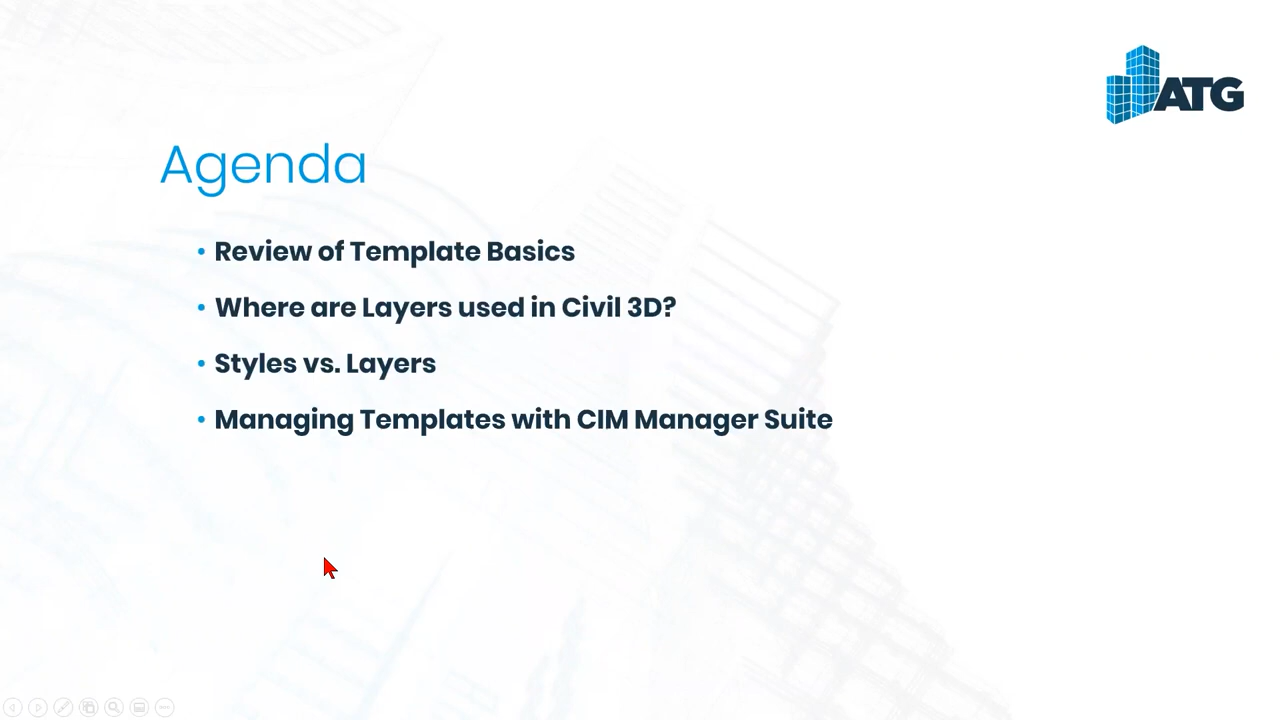 ATG
Agenda
• Review of Template Basics
• Where are Layers used in Civil 3D?
• Styles vs. Layers
• Managing Templates with CIM Manager Suite